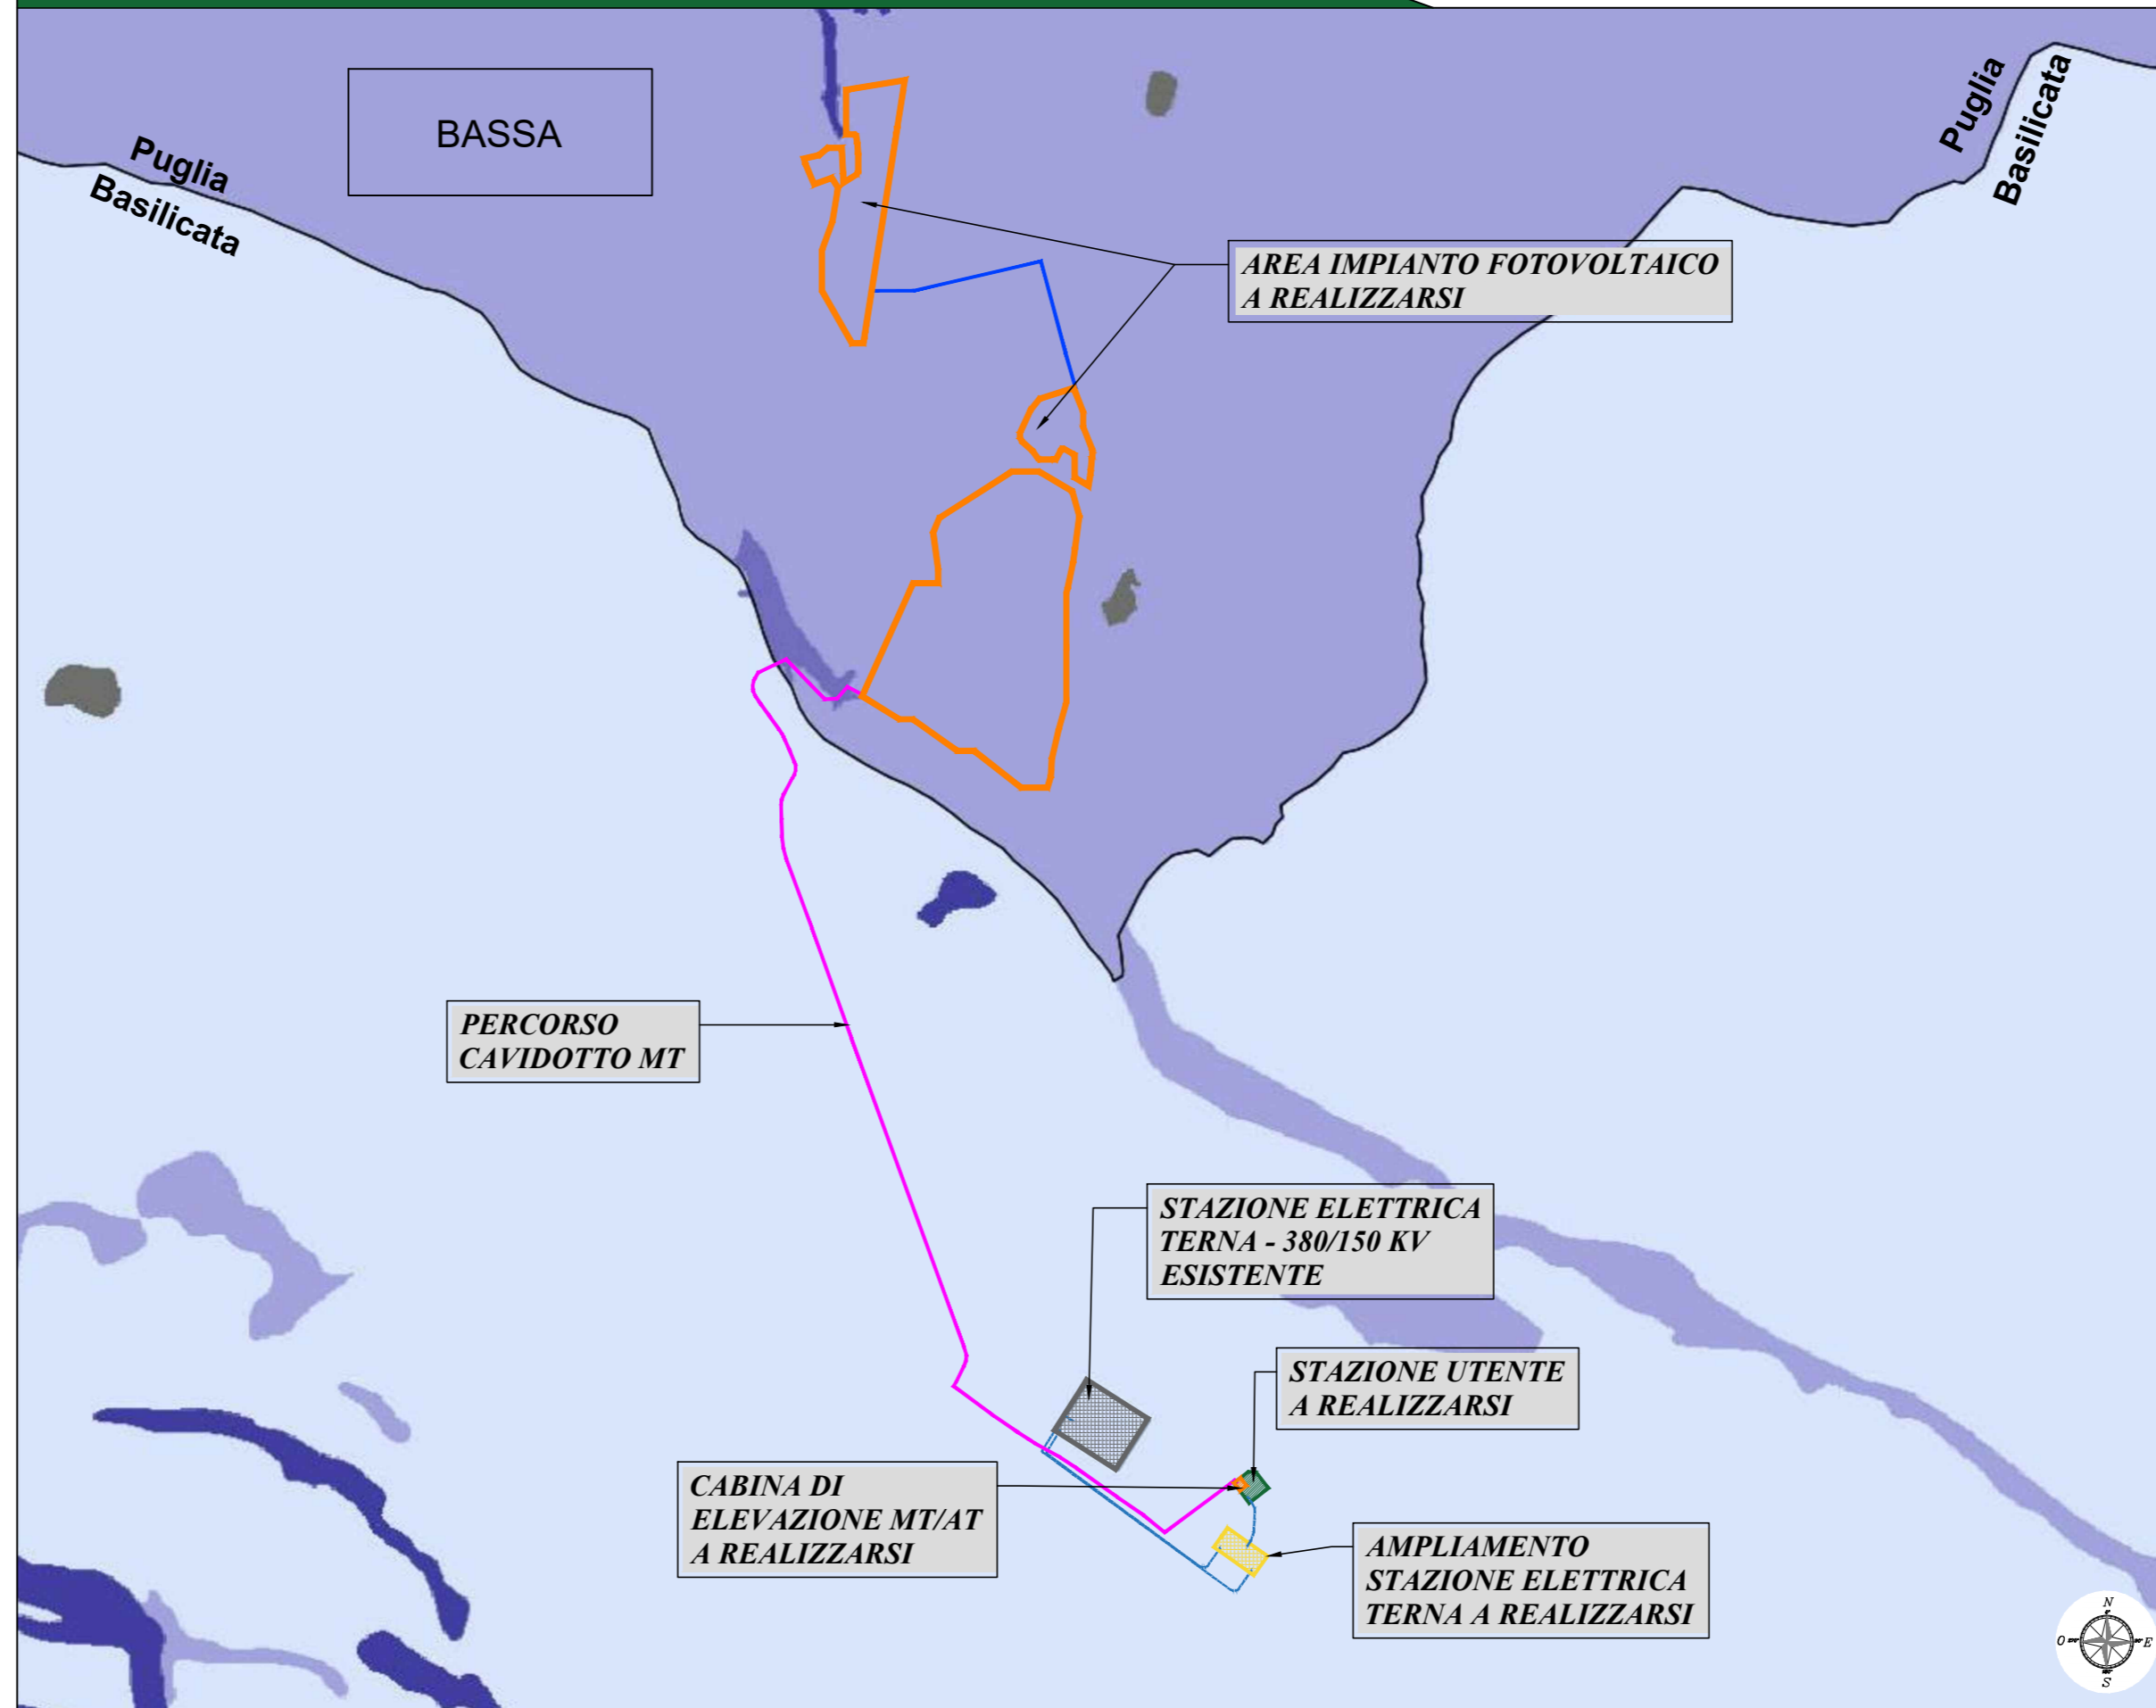 Puglia
Basilicata
BASSA
Puglia
Basilicata
AREA IMPIANTO FOTOVOLTAICO
A REALIZZARSI
PERCORSO
CAVIDOTTO MT
STAZIONE ELETTRICA
TERNA - 380/150 KV
ESISTENTE
STAZIONE UTENTE
A REALIZZARSI
CABINA DI
ELEVAZIONE MT/AT
A REALIZZARSI
AMPLIAMENTO
STAZIONE ELETTRICA
TERNA A REALIZZARSI
N
O
E
S